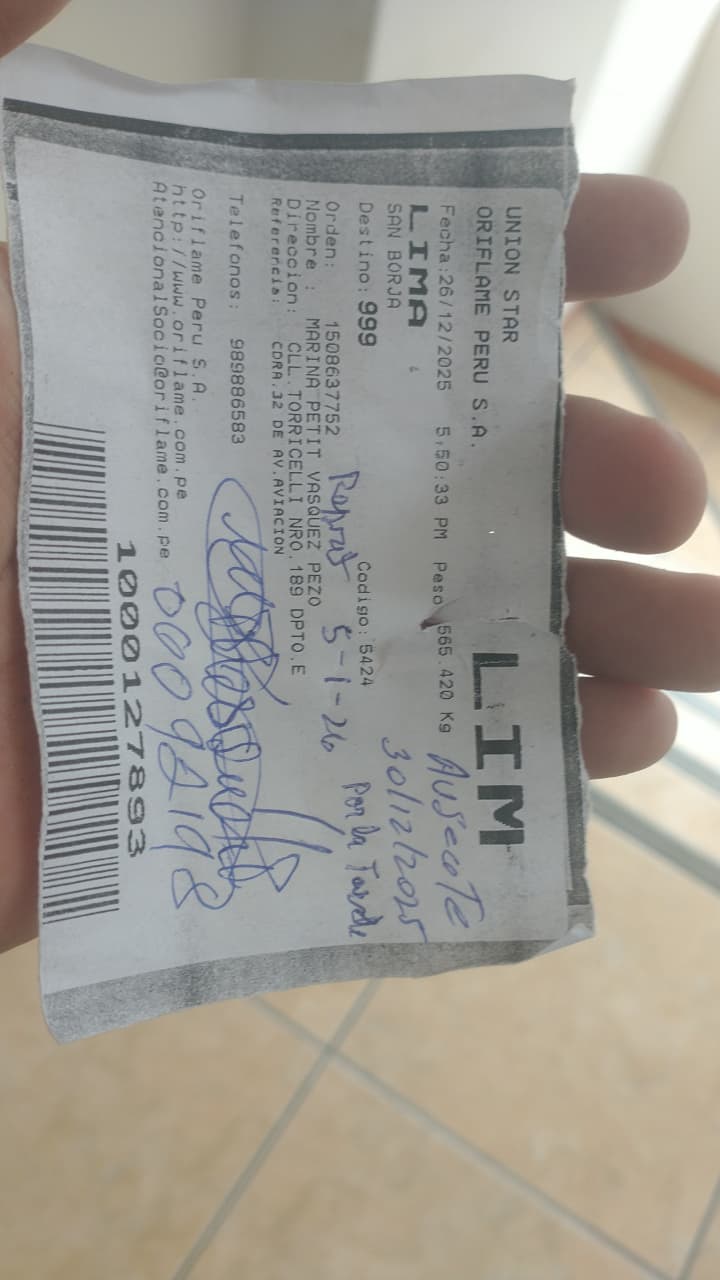 UNION STAR
ORIFLAME PERU S.A.
LIM
Fecha:26/12/2025 5:50:33 PM Peso 565.420 Kg
Ausente
30/12/2025
LIMA
SAN BORJA
Destino: 999 Codigo: 5424
Por la Tarde
Orden: 1508637752
5-1-26
Nombre : MARINA PETIT VASQUEZ PEZO
Direccion: CLL. TORRICELLI NRO.189 DPTO.E
Referencia: CDRA.32 DE AV.AVIACION
Telefonos: 989886583
Oriflame Peru S.A.
http://www.oriflame.com.pe
AtencionalSocio@oriflame.com.pe
1000127893